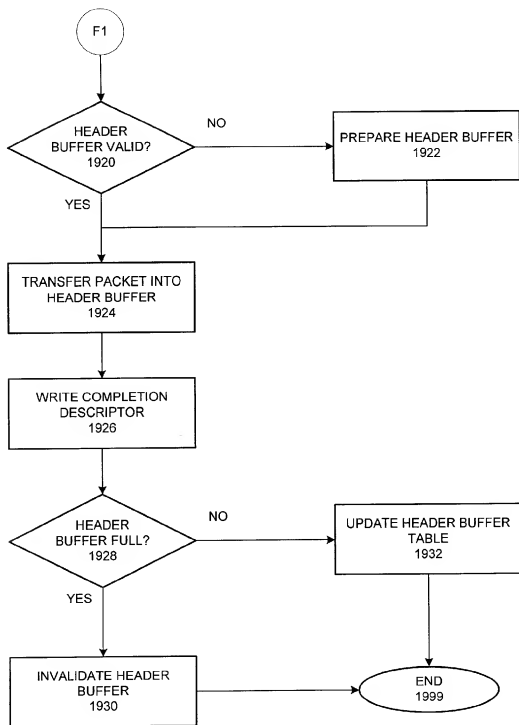 F1
HEADER
BUFFER VALID?
1920
NO
PREPARE HEADER BUFFER
1922
YES
TRANSFER PACKET INTO
HEADER BUFFER
1924
WRITE COMPLETION
DESCRIPTOR
1926
HEADER
BUFFER FULL?
1928
NO
UPDATE HEADER BUFFER
TABLE
1932
YES
INVALIDATE HEADER
BUFFER
1930
END
1999